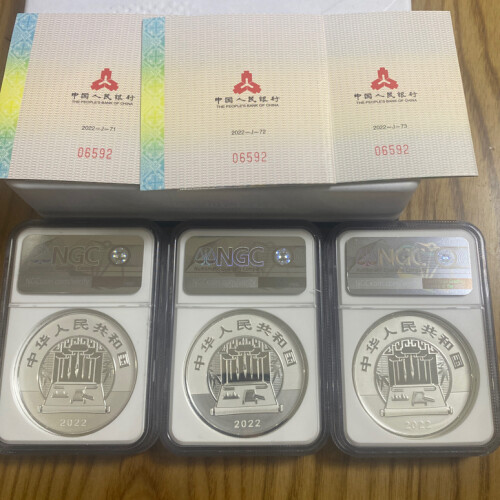 中国人民银行
THE PEOPLE'S BANK OF CHINA
2022—J—T1
06592
中国人民银行
THE PEOPLE'S BANK OF CHINA
2022—J—T2
06592
中国人民银行
THE PEOPLE'S BANK OF CHINA
2022—J—T3
06592
NGC
NGC
NGC
中华人民共和国
2022
中华人民共和国
2022
中华人民共和国
2022